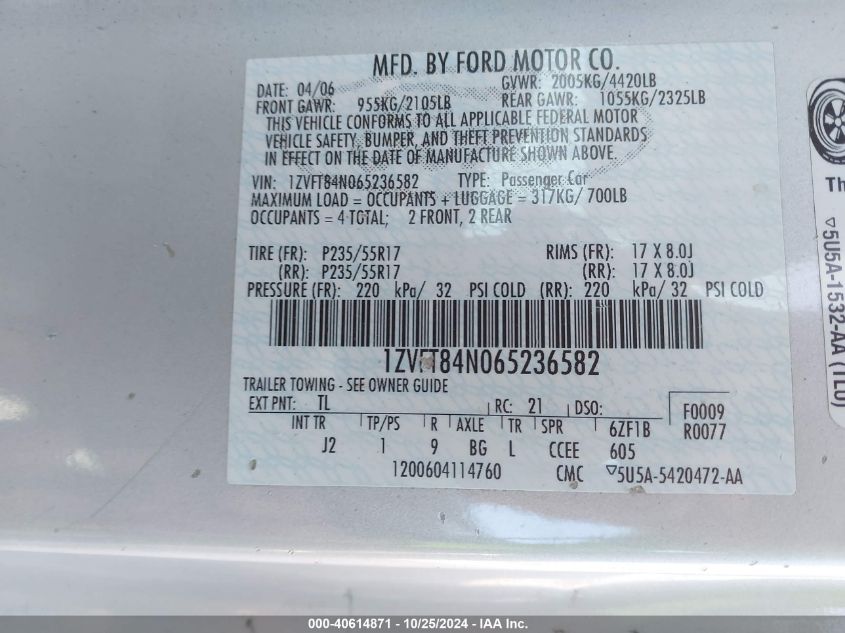 MFD. BY FORD MOTOR CO.
DATE: 04/06 GVWR: 2005KG/4420LB
FRONT GAWR: 955KG/2105LB REAR GAWR: 1055KG/2325LB
THIS VEHICLE CONFORMS TO ALL APPLICABLE FEDERAL MOTOR
VEHICLE SAFETY, BUMPER, AND THEFT PREVENTION STANDARDS
IN EFFECT ON THE DATE OF MANUFACTURE SHOWN ABOVE.
VIN: 1ZVFT84N065236582 TYPE: Passenger Car
MAXIMUM LOAD = OCCUPANTS + LUGGAGE = 317KG/ 700LB
OCCUPANTS = 4 TOTAL; 2 FRONT, 2 REAR
TIRE (FR): P235/55R17 RIMS (FR): 17 X 8.0J
(RR): P235/55R17 (RR): 17 X 8.0J
PRESSURE (FR): 220 kPa/ 32 PSI COLD (RR): 220 kPa/ 32 PSI COLD
1ZVFT84N065236582
TRAILER TOWING - SEE OWNER GUIDE
EXT PNT: TL RC: 21 DSO: F0009
INT TR TP/PS R AXLE TR SPR 6ZF1B R0077
J2 1 9 BG L CCEE 605
1200604114760 CMC ▽5U5A-5420472-AA
Th
▽5U5A-1532-AA (TL0)
000-40614871 - 10/25/2024 - IAA Inc.